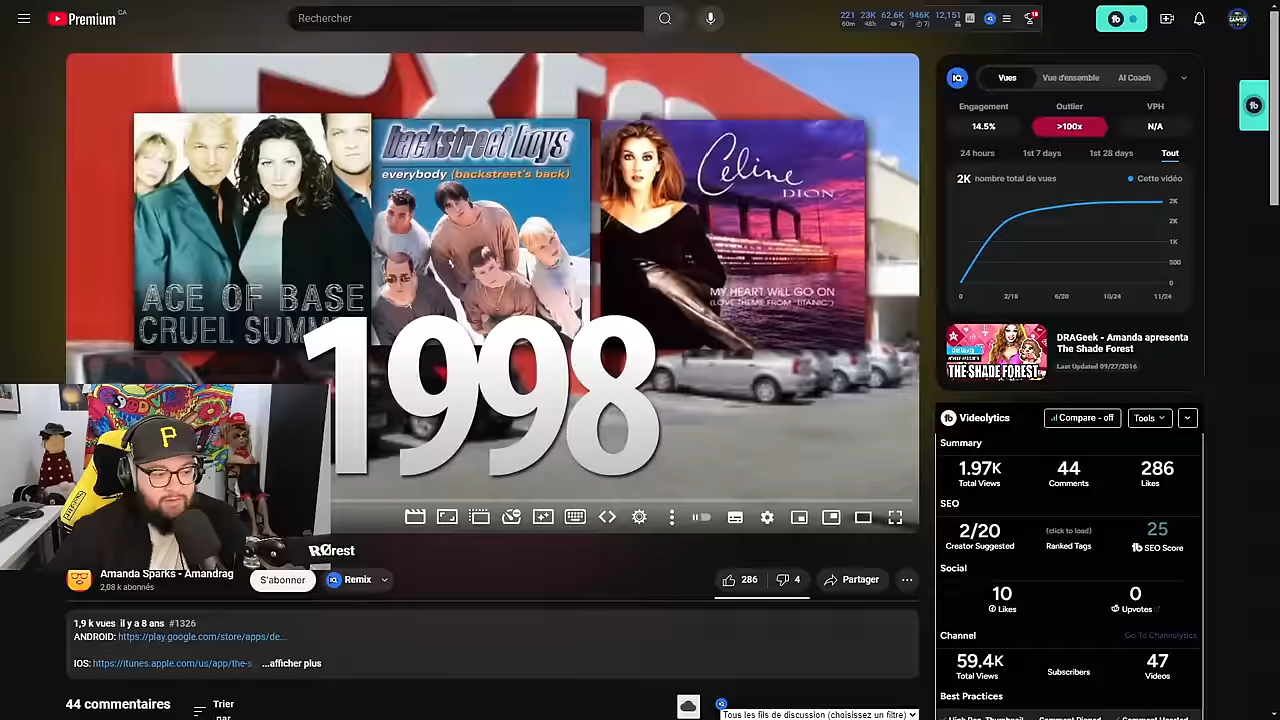 Premium CA
Rechercher
221 23K 62.6K 946K 12,151
60m 48h 7j 7j
18
backstreet boys
everybody (backstreet's back)
Celine
DION
ACE OF BASE
CRUEL SUMM
MY HEART WILL GO ON
(LOVE THEME FROM "TITANIC")
1998
Amanda Sparks - Amandrag
2,08 k abonnés
S'abonner
Remix
286
4
Partager
1,9 k vues il y a 8 ans #1326
ANDROID: https://play.google.com/store/apps/de...
IOS: https://itunes.apple.com/us/app/the-s ...afficher plus
44 commentaires
Trier
par
Tous les fils de discussion (choisissez un filtre)
IQ
Vues
Vue d'ensemble
AI Coach
Engagement
Outlier
VPH
14.5%
>100x
N/A
24 hours
1st 7 days
1st 28 days
Tout
2K nombre total de vues
Cette vidéo
2K
2K
1K
500
0
0 2/18 6/20 10/24 11/24
THE SHADE FOREST
DRAGeek - Amanda apresenta
The Shade Forest
Last Updated 09/27/2016
Videolytics
Compare - off
Tools
Summary
1.97K
Total Views
44
Comments
286
Likes
SEO
2/20
Creator Suggested
(click to load)
Ranked Tags
25
SEO Score
Social
10
Likes
0
Upvotes
Channel
Go To Channelytics
59.4K
Total Views
Subscribers
47
Videos
Best Practices